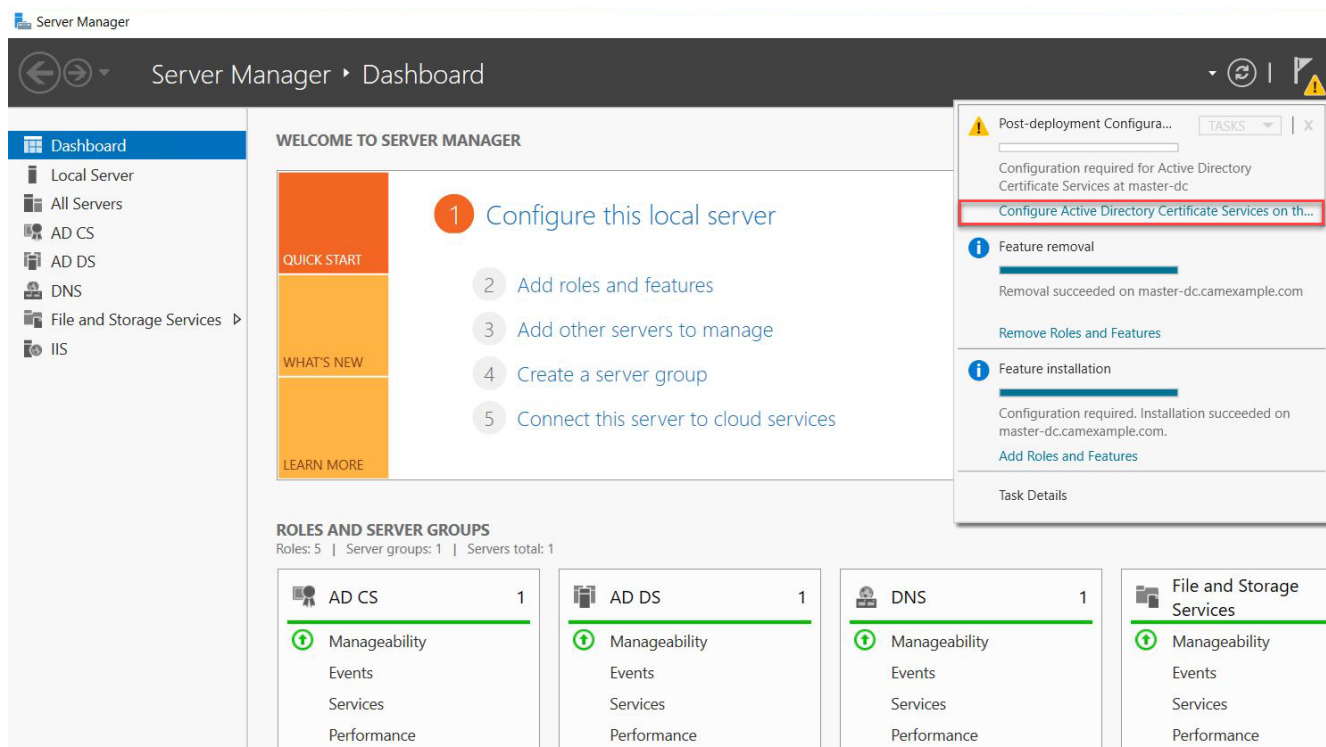 Server Manager
Server Manager ‣ Dashboard
Dashboard
Local Server
All Servers
AD CS
AD DS
DNS
File and Storage Services
IIS
WELCOME TO SERVER MANAGER
QUICK START
WHAT'S NEW
LEARN MORE
1 Configure this local server
2 Add roles and features
3 Add other servers to manage
4 Create a server group
5 Connect this server to cloud services
Post-deployment Configura... TASKS X
Configuration required for Active Directory
Certificate Services at master-dc
Configure Active Directory Certificate Services on th...
Feature removal
Removal succeeded on master-dc.camexample.com
Remove Roles and Features
Feature installation
Configuration required. Installation succeeded on
master-dc.camexample.com.
Add Roles and Features
Task Details
ROLES AND SERVER GROUPS
Roles: 5 | Server groups: 1 | Servers total: 1
AD CS 1
Manageability
Events
Services
Performance
AD DS 1
Manageability
Events
Services
Performance
DNS 1
Manageability
Events
Services
Performance
File and Storage
Services
Manageability
Events
Services
Performance